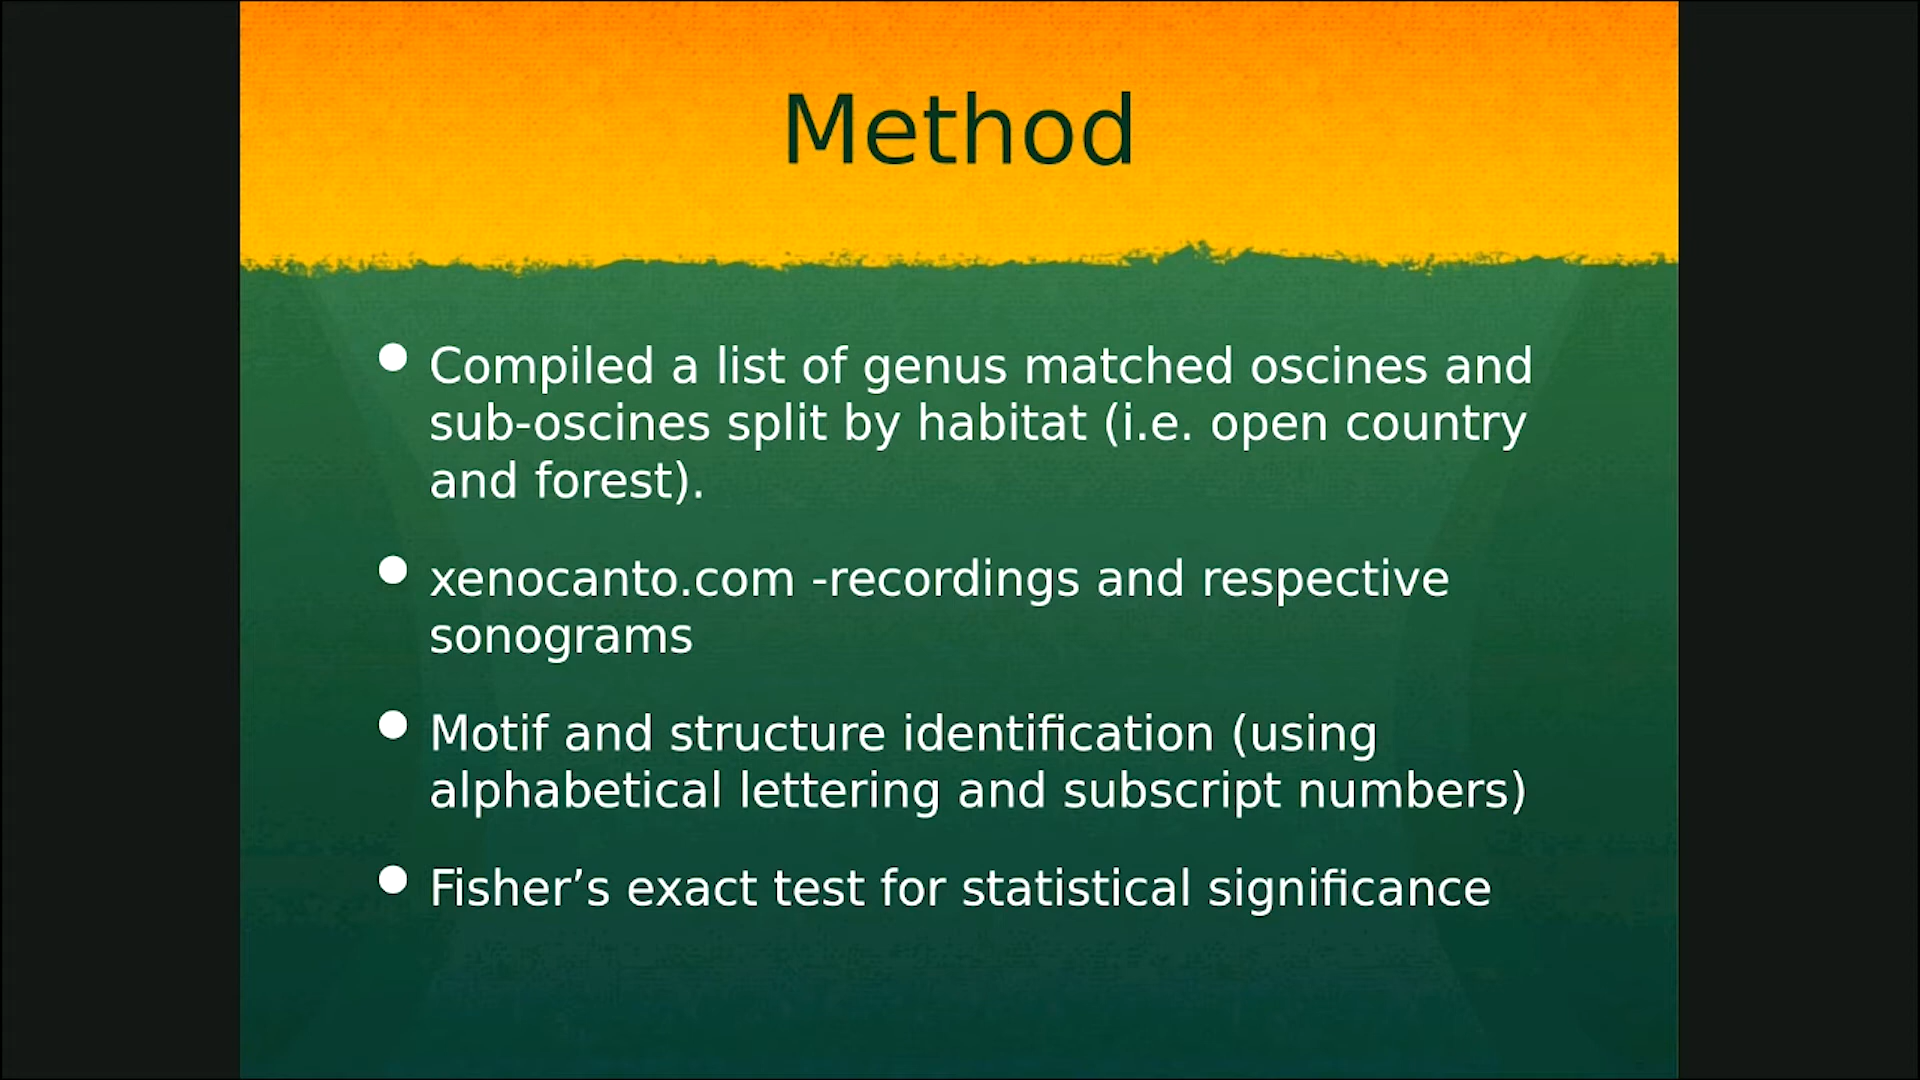 Method
Compiled a list of genus matched oscines and
sub-oscines split by habitat (i.e. open country
and forest).
xenocanto.com -recordings and respective
sonograms
Motif and structure identification (using
alphabetical lettering and subscript numbers)
Fisher’s exact test for statistical significance